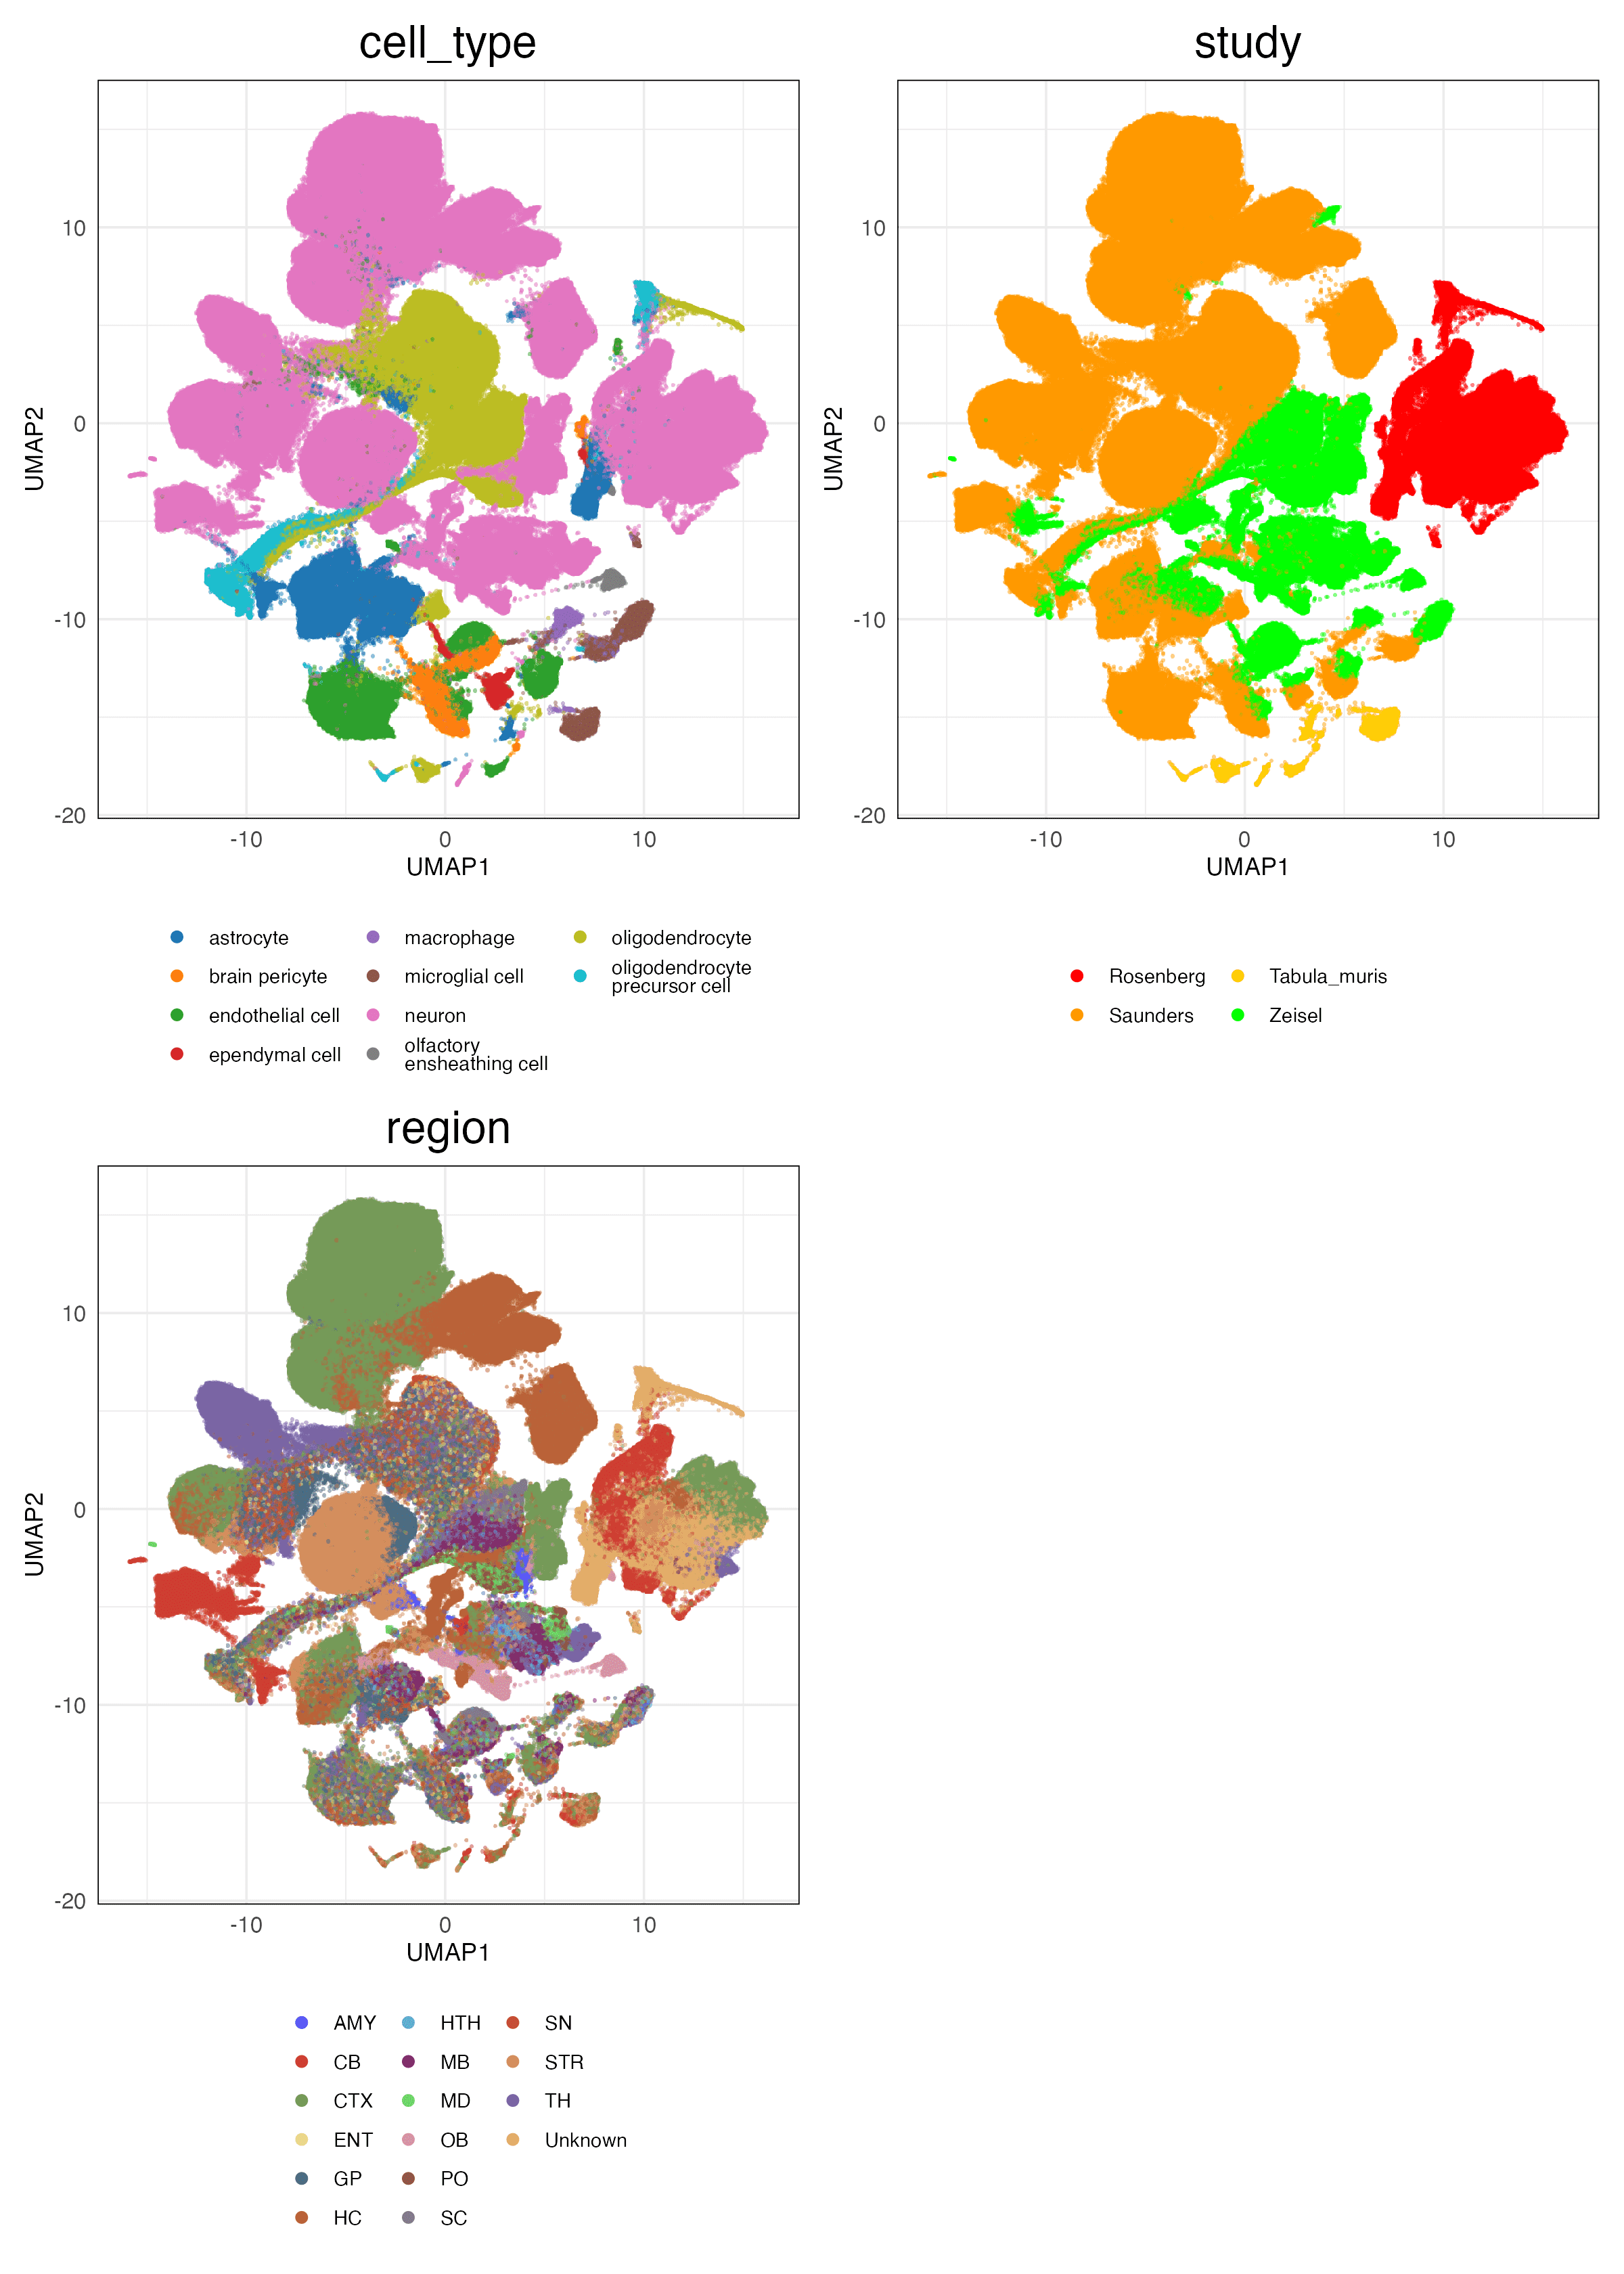 cell_type
study
10
0
-10
-20
UMAP2
-10
0
10
UMAP1
10
0
-10
-20
UMAP2
-10
0
10
UMAP1
astrocyte
brain pericyte
endothelial cell
ependymal cell
macrophage
microglial cell
neuron
olfactory
ensheathing cell
oligodendrocyte
oligodendrocyte
precursor cell
Rosenberg
Saunders
Tabula_muris
Zeisel
region
10
0
-10
-20
UMAP2
-10
0
10
UMAP1
AMY
CB
CTX
ENT
GP
HC
HTH
MB
MD
OB
PO
SC
SN
STR
TH
Unknown